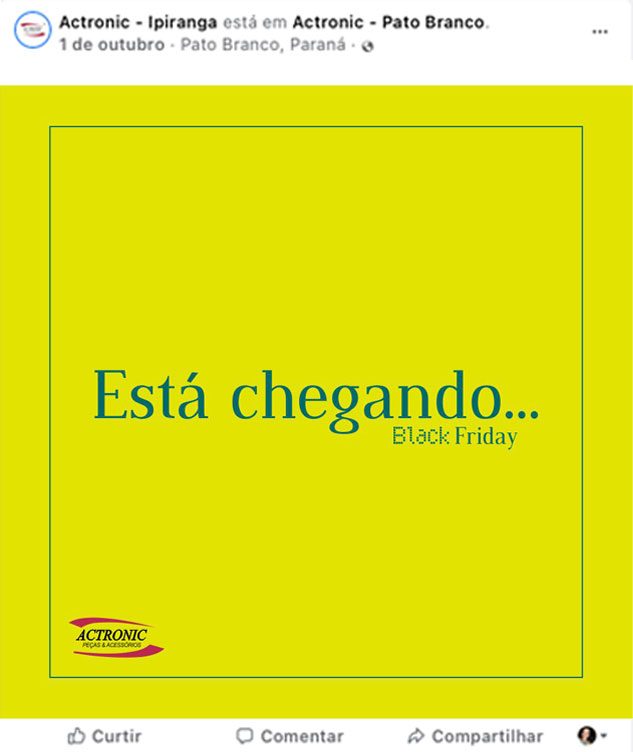 Actronic - Ipiranga está em Actronic - Pato Branco.
1 de outubro · Pato Branco, Paraná ·
Está chegando...
Black Friday
ACTRONIC
PEÇAS & ACESSÓRIOS
Curtir Comentar Compartilhar